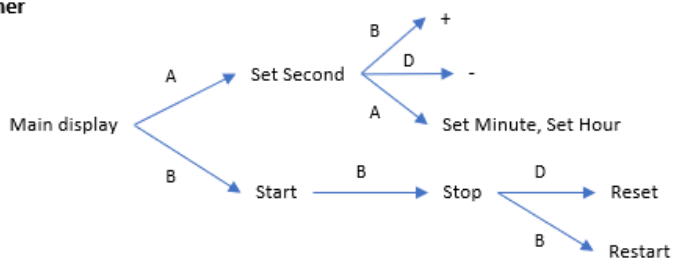 ner
B
+
D
-
A
Set Second
A
Set Minute, Set Hour
Main display
B
Start
B
Stop
D
Reset
B
Restart